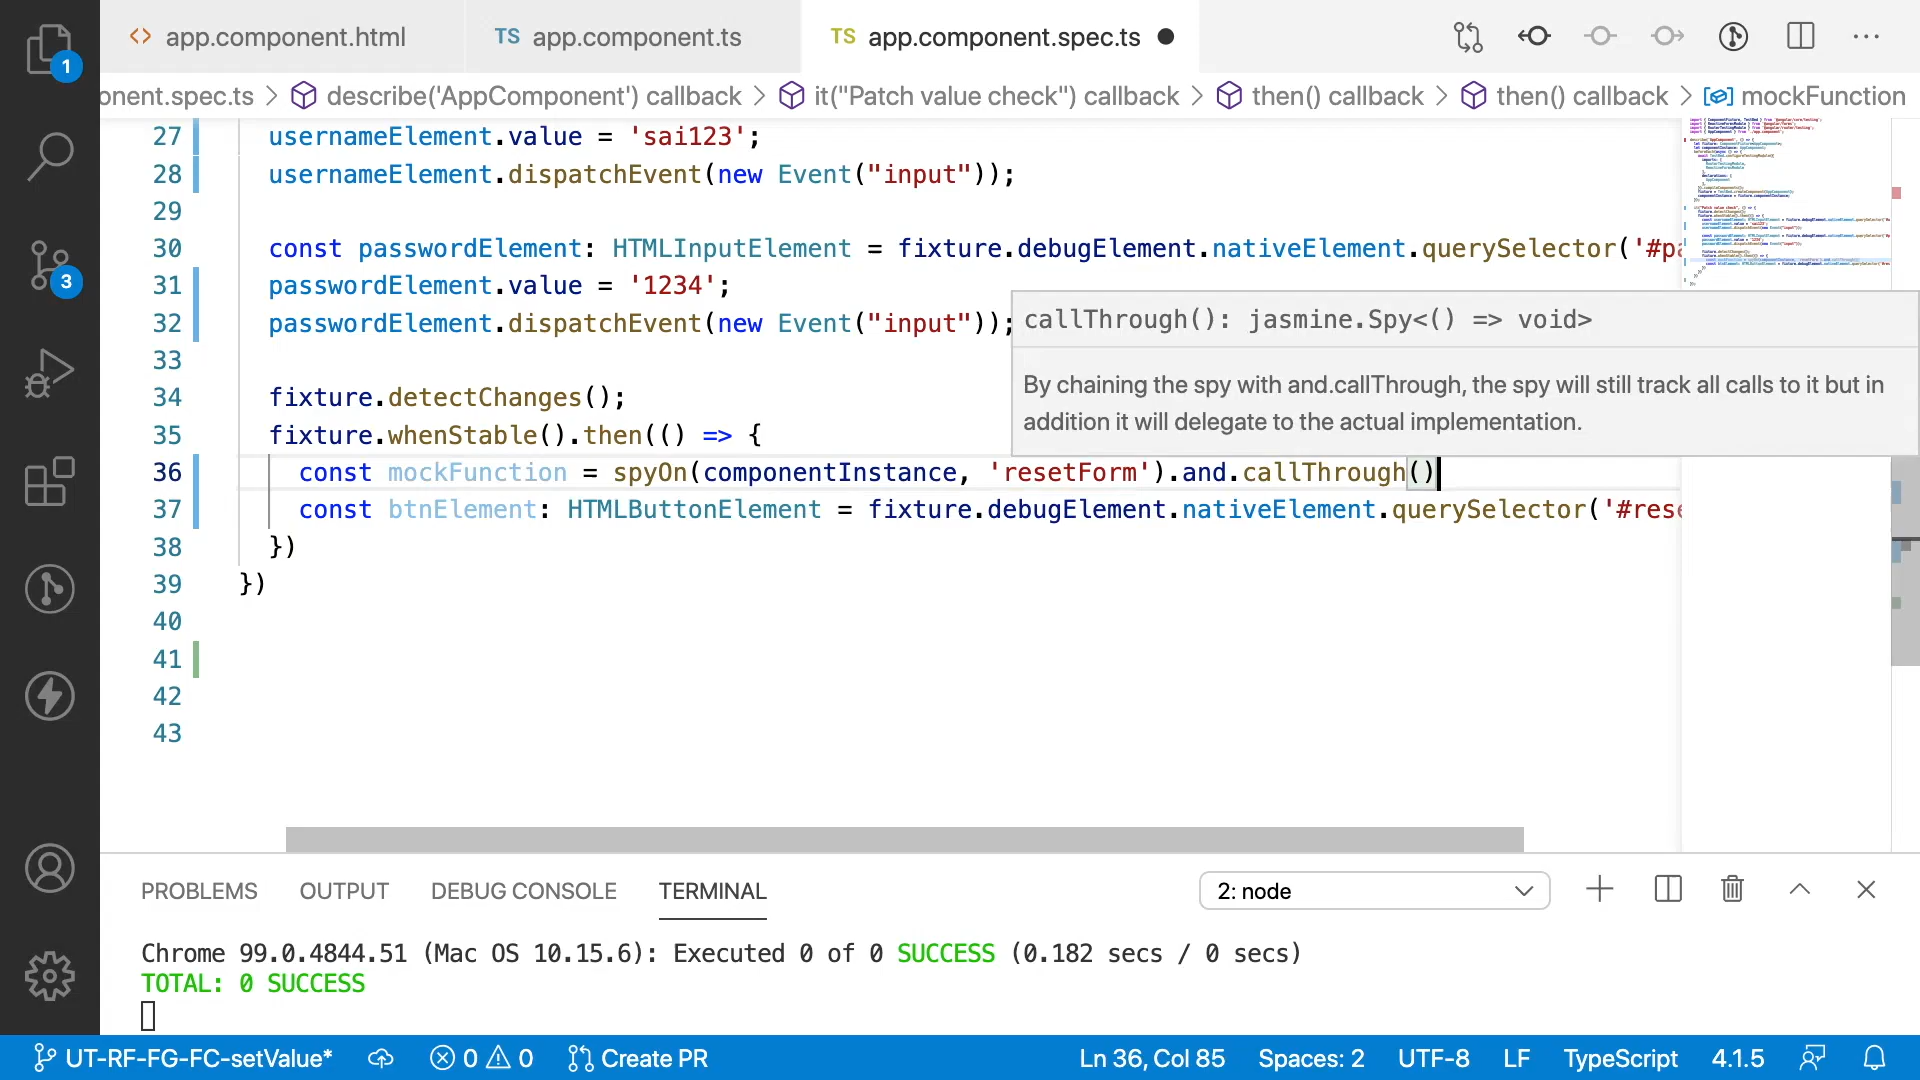 app.component.html
TS app.component.ts
TS app.component.spec.ts
onent.spec.ts > describe('AppComponent') callback > it("Patch value check") callback > then() callback > then() callback > mockFunction
27 usernameElement.value = 'sai123';
28 usernameElement.dispatchEvent(new Event("input"));
29
30 const passwordElement: HTMLInputElement = fixture.debugElement.nativeElement.querySelector('#pa
31 passwordElement.value = '1234';
32 passwordElement.dispatchEvent(new Event("input"));
callThrough(): jasmine.Spy<() => void>
By chaining the spy with and.callThrough, the spy will still track all calls to it but in
addition it will delegate to the actual implementation.
33
34 fixture.detectChanges();
35 fixture.whenStable().then(() => {
36 const mockFunction = spyOn(componentInstance, 'resetForm').and.callThrough()
37 const btnElement: HTMLButtonElement = fixture.debugElement.nativeElement.querySelector('#rese
38 })
39 })
40
41
42
43
1
3
PROBLEMS OUTPUT DEBUG CONSOLE TERMINAL
2: node
Chrome 99.0.4844.51 (Mac OS 10.15.6): Executed 0 of 0 SUCCESS (0.182 secs / 0 secs)
TOTAL: 0 SUCCESS
UT-RF-FG-FC-setValue* 0 0 Create PR Ln 36, Col 85 Spaces: 2 UTF-8 LF TypeScript 4.1.5